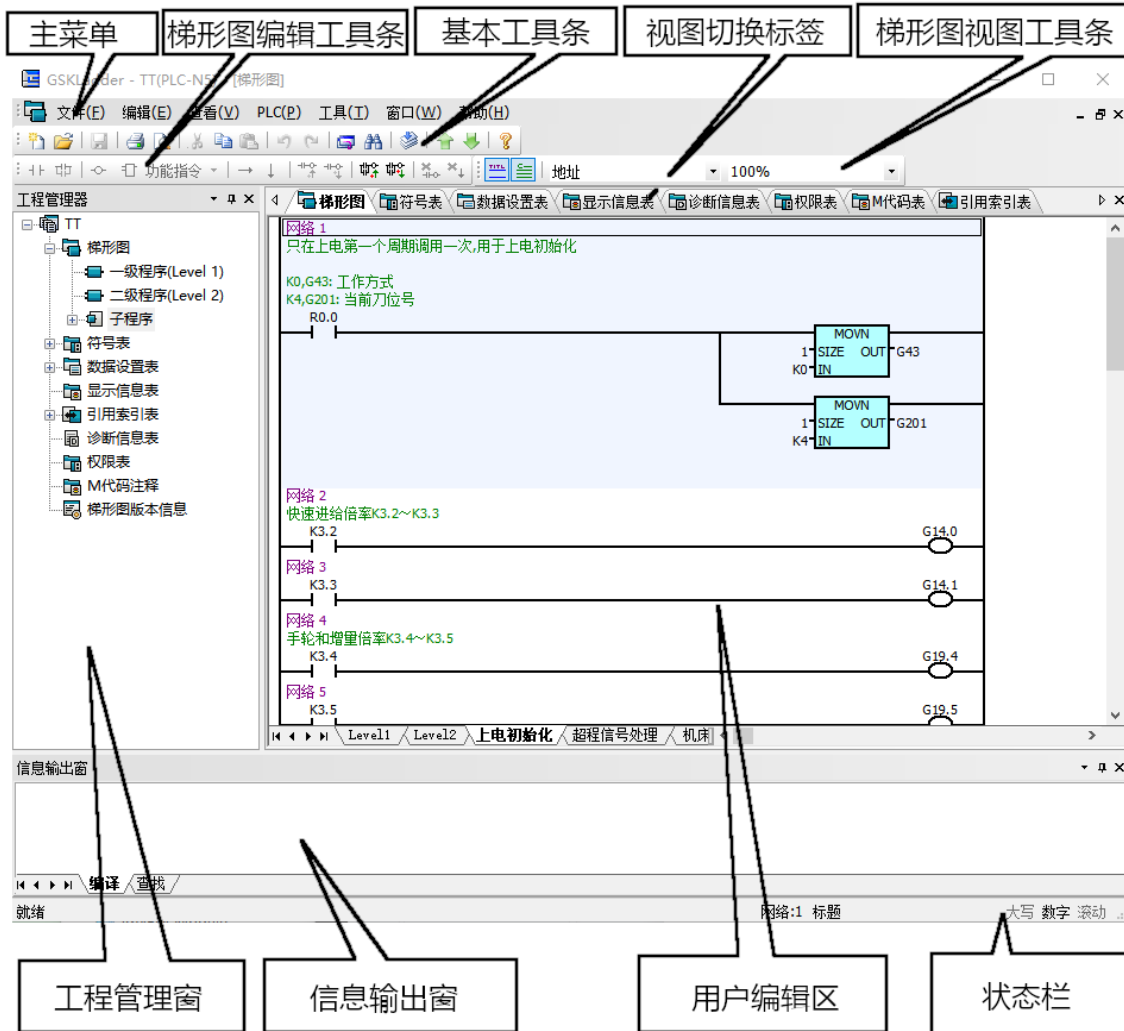 主菜单 梯形图编辑工具条 基本工具条 视图切换标签 梯形图视图工具条
GSKLadder - TT(PLC-N5) - [梯形图]
文件(F) 编辑(E) 查看(V) PLC(P) 工具(T) 窗口(W) 帮助(H)
功能指令 地址 100%
工程管理器
梯形图 符号表 数据设置表 显示信息表 诊断信息表 权限表 M代码表 引用索引表
TT
梯形图
一级程序(Level 1)
二级程序(Level 2)
子程序
符号表
数据设置表
显示信息表
引用索引表
诊断信息表
权限表
M代码注释
梯形图版本信息
网络 1
只在上电第一个周期调用一次,用于上电初始化
K0,G43: 工作方式
K4,G201: 当前刀位号
R0.0
MOVN
1 SIZE OUT G43
K0 IN
MOVN
1 SIZE OUT G201
K4 IN
网络 2
快速进给倍率K3.2～K3.3
K3.2 G14.0
网络 3
K3.3 G14.1
网络 4
手轮和增量倍率K3.4～K3.5
K3.4 G19.4
网络 5
K3.5 G19.5
Level1 Level2 上电初始化 超程信号处理 机床
信息输出窗
编译 查找
就绪 网络:1 标题 大写 数字 滚动
工程管理窗 信息输出窗 用户编辑区 状态栏